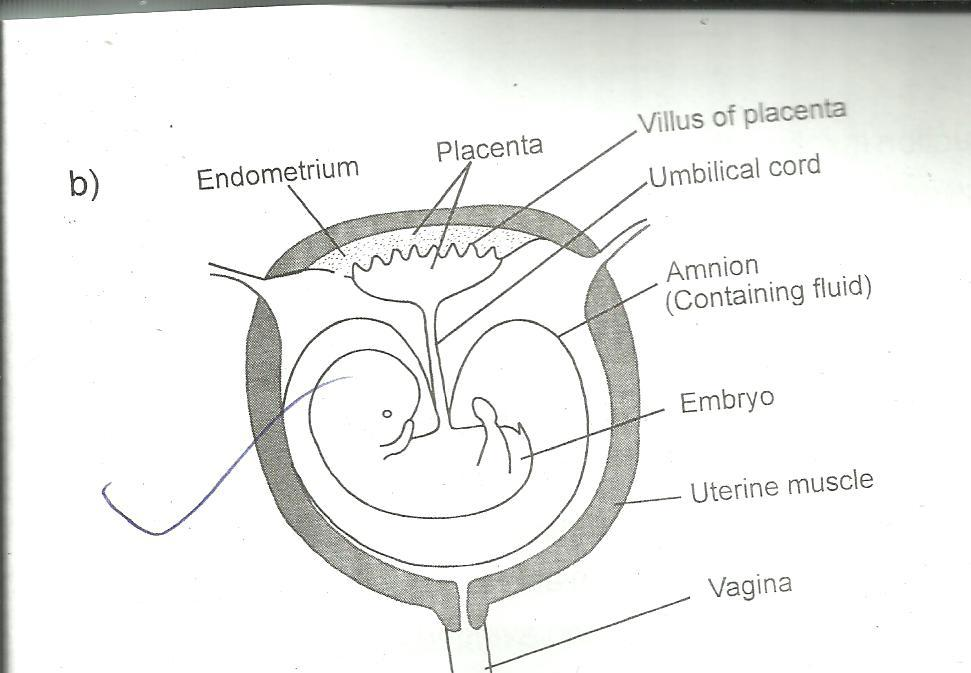 b)
Endometrium
Placenta
Villus of placenta
Umbilical cord
Amnion
(Containing fluid)
Embryo
Uterine muscle
Vagina